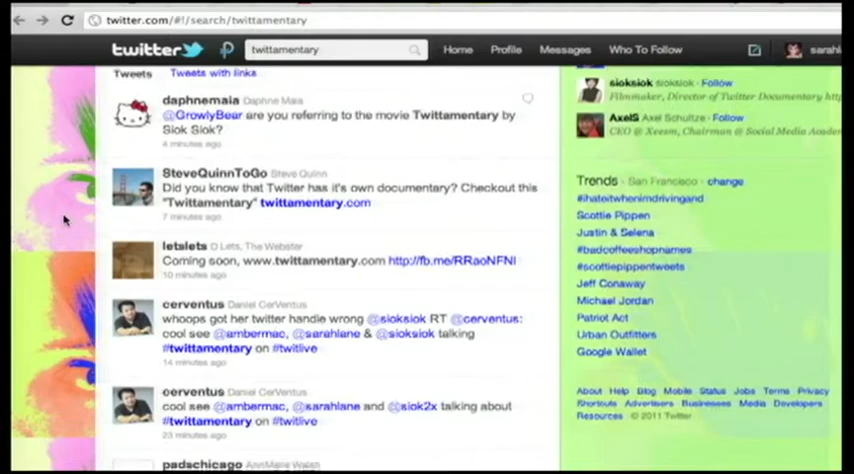 twitter.com/#!/search/twittamentary
twitter
twittamentary
Home Profile Messages Who To Follow
Tweets Tweets with links
daphnemaia Daphne Maia
@GrowlyBear are you referring to the movie Twittamentary by
Siok Siok?
4 minutes ago
SteveQuinnToGo Steve Quinn
Did you know that Twitter has it's own documentary? Checkout this
"Twittamentary" twittamentary.com
7 minutes ago
letslets D Lets, The Webster
Coming soon, www.twittamentary.com http://fb.me/RRaoNFNI
10 minutes ago
cerventus Daniel CerVentus
whoops got her twitter handle wrong @sioksiok RT @cerventus:
cool see @ambermac, @sarahlane & @sioksiok talking
#twittamentary on #twitlive
14 minutes ago
cerventus Daniel CerVentus
cool see @ambermac, @sarahlane and @siok2x talking about
#twittamentary on #twitlive
23 minutes ago
padschicago AnnMarie Walsh
sioksiok sioksiok · Follow
Filmmaker, Director of Twitter Documentary
AxelS Axel Schultze · Follow
CEO @ Xeesm, Chairman @ Social Media
Trends · San Francisco · change
#ihateitwhenimdrivingand
Scottie Pippen
Justin & Selena
#badcoffeeshopnames
#scottiepippentweets
Jeff Conaway
Michael Jordan
Patriot Act
Urban Outfitters
Google Wallet
About Help Blog Mobile Status Jobs Terms Privacy
Shortcuts Advertisers Businesses Media Developers
Resources © 2011 Twitter